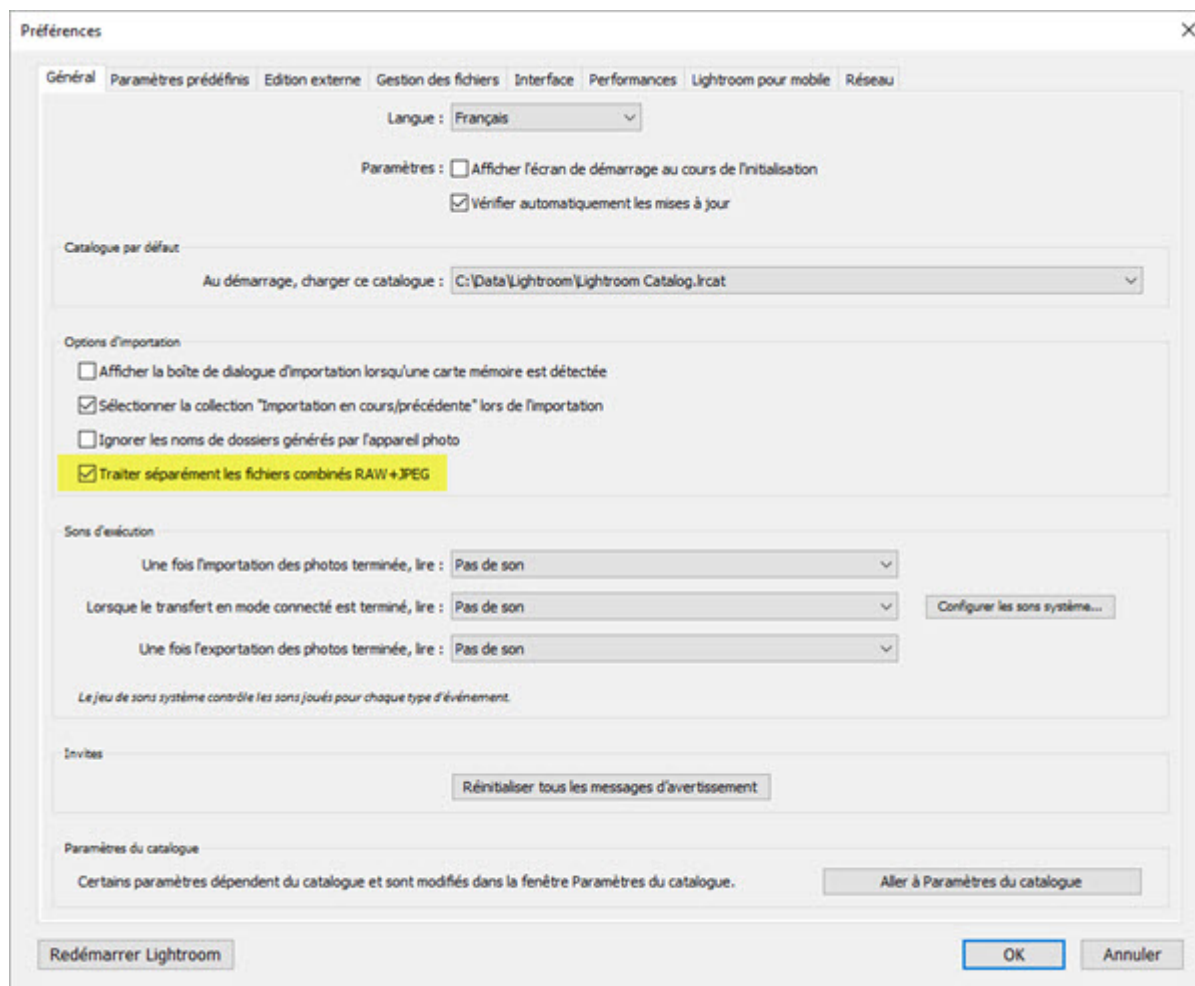 Préférences
Général Paramètres prédéfinis Edition externe Gestion des fichiers Interface Performances Lightroom pour mobile Réseau
Langue : Français
Paramètres : Afficher l'écran de démarrage au cours de l'initialisation
Vérifier automatiquement les mises à jour
Catalogue par défaut
Au démarrage, charger ce catalogue : C:\Data\Lightroom\Lightroom Catalog.lrcat
Options d'importation
Afficher la boîte de dialogue d'importation lorsqu'une carte mémoire est détectée
Sélectionner la collection "Importation en cours/précédente" lors de l'importation
Ignorer les noms de dossiers générés par l'appareil photo
Traiter séparément les fichiers combinés RAW+JPEG
Sons d'exécution
Une fois l'importation des photos terminée, lire : Pas de son
Lorsque le transfert en mode connecté est terminé, lire : Pas de son Configurer les sons système...
Une fois l'exportation des photos terminée, lire : Pas de son
Le jeu de sons système contrôle les sons joués pour chaque type d'événement.
Invites
Réinitialiser tous les messages d'avertissement
Paramètres du catalogue
Certains paramètres dépendent du catalogue et sont modifiés dans la fenêtre Paramètres du catalogue. Aller à Paramètres du catalogue
Redémarrer Lightroom OK Annuler